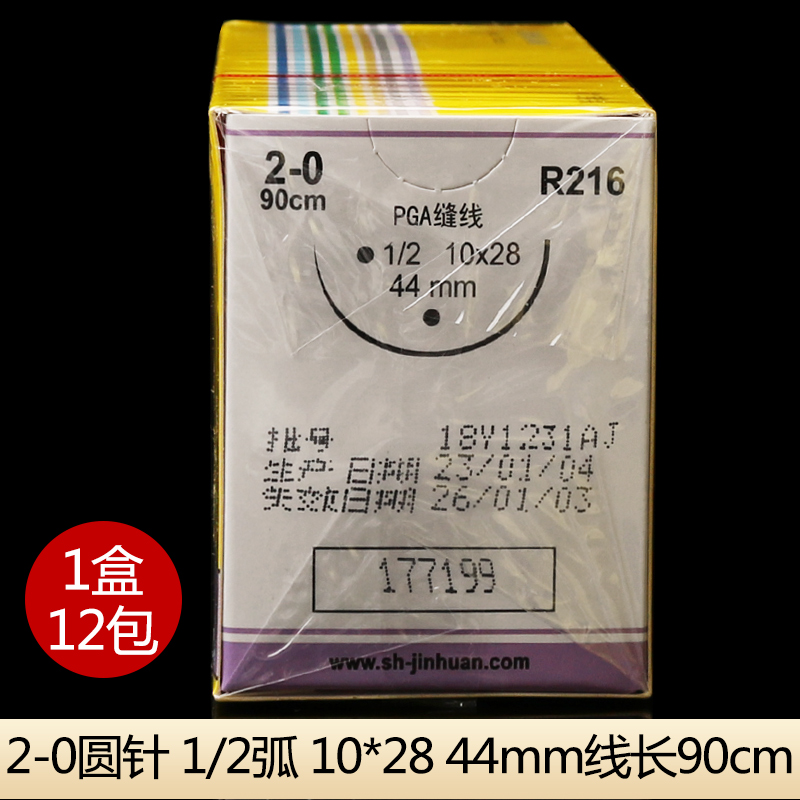 2-0
90cm
R216
PGA缝线
1/2 10x28
44 mm
批号 18V1231AJ
生产日期 23/01/04
失效日期 26/01/03
177199
www.sh-jinhuan.com
1盒
12包
2-0圆针 1/2弧 10*28 44mm线长90cm